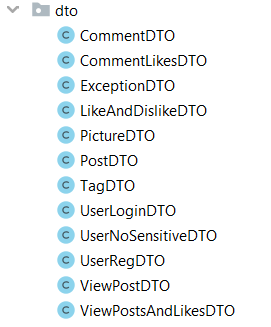 dto
C CommentDTO
C CommentLikesDTO
C ExceptionDTO
C LikeAndDislikeDTO
C PictureDTO
C PostDTO
C TagDTO
C UserLoginDTO
C UserNoSensitiveDTO
C UserRegDTO
C ViewPostDTO
C ViewPostsAndLikesDTO